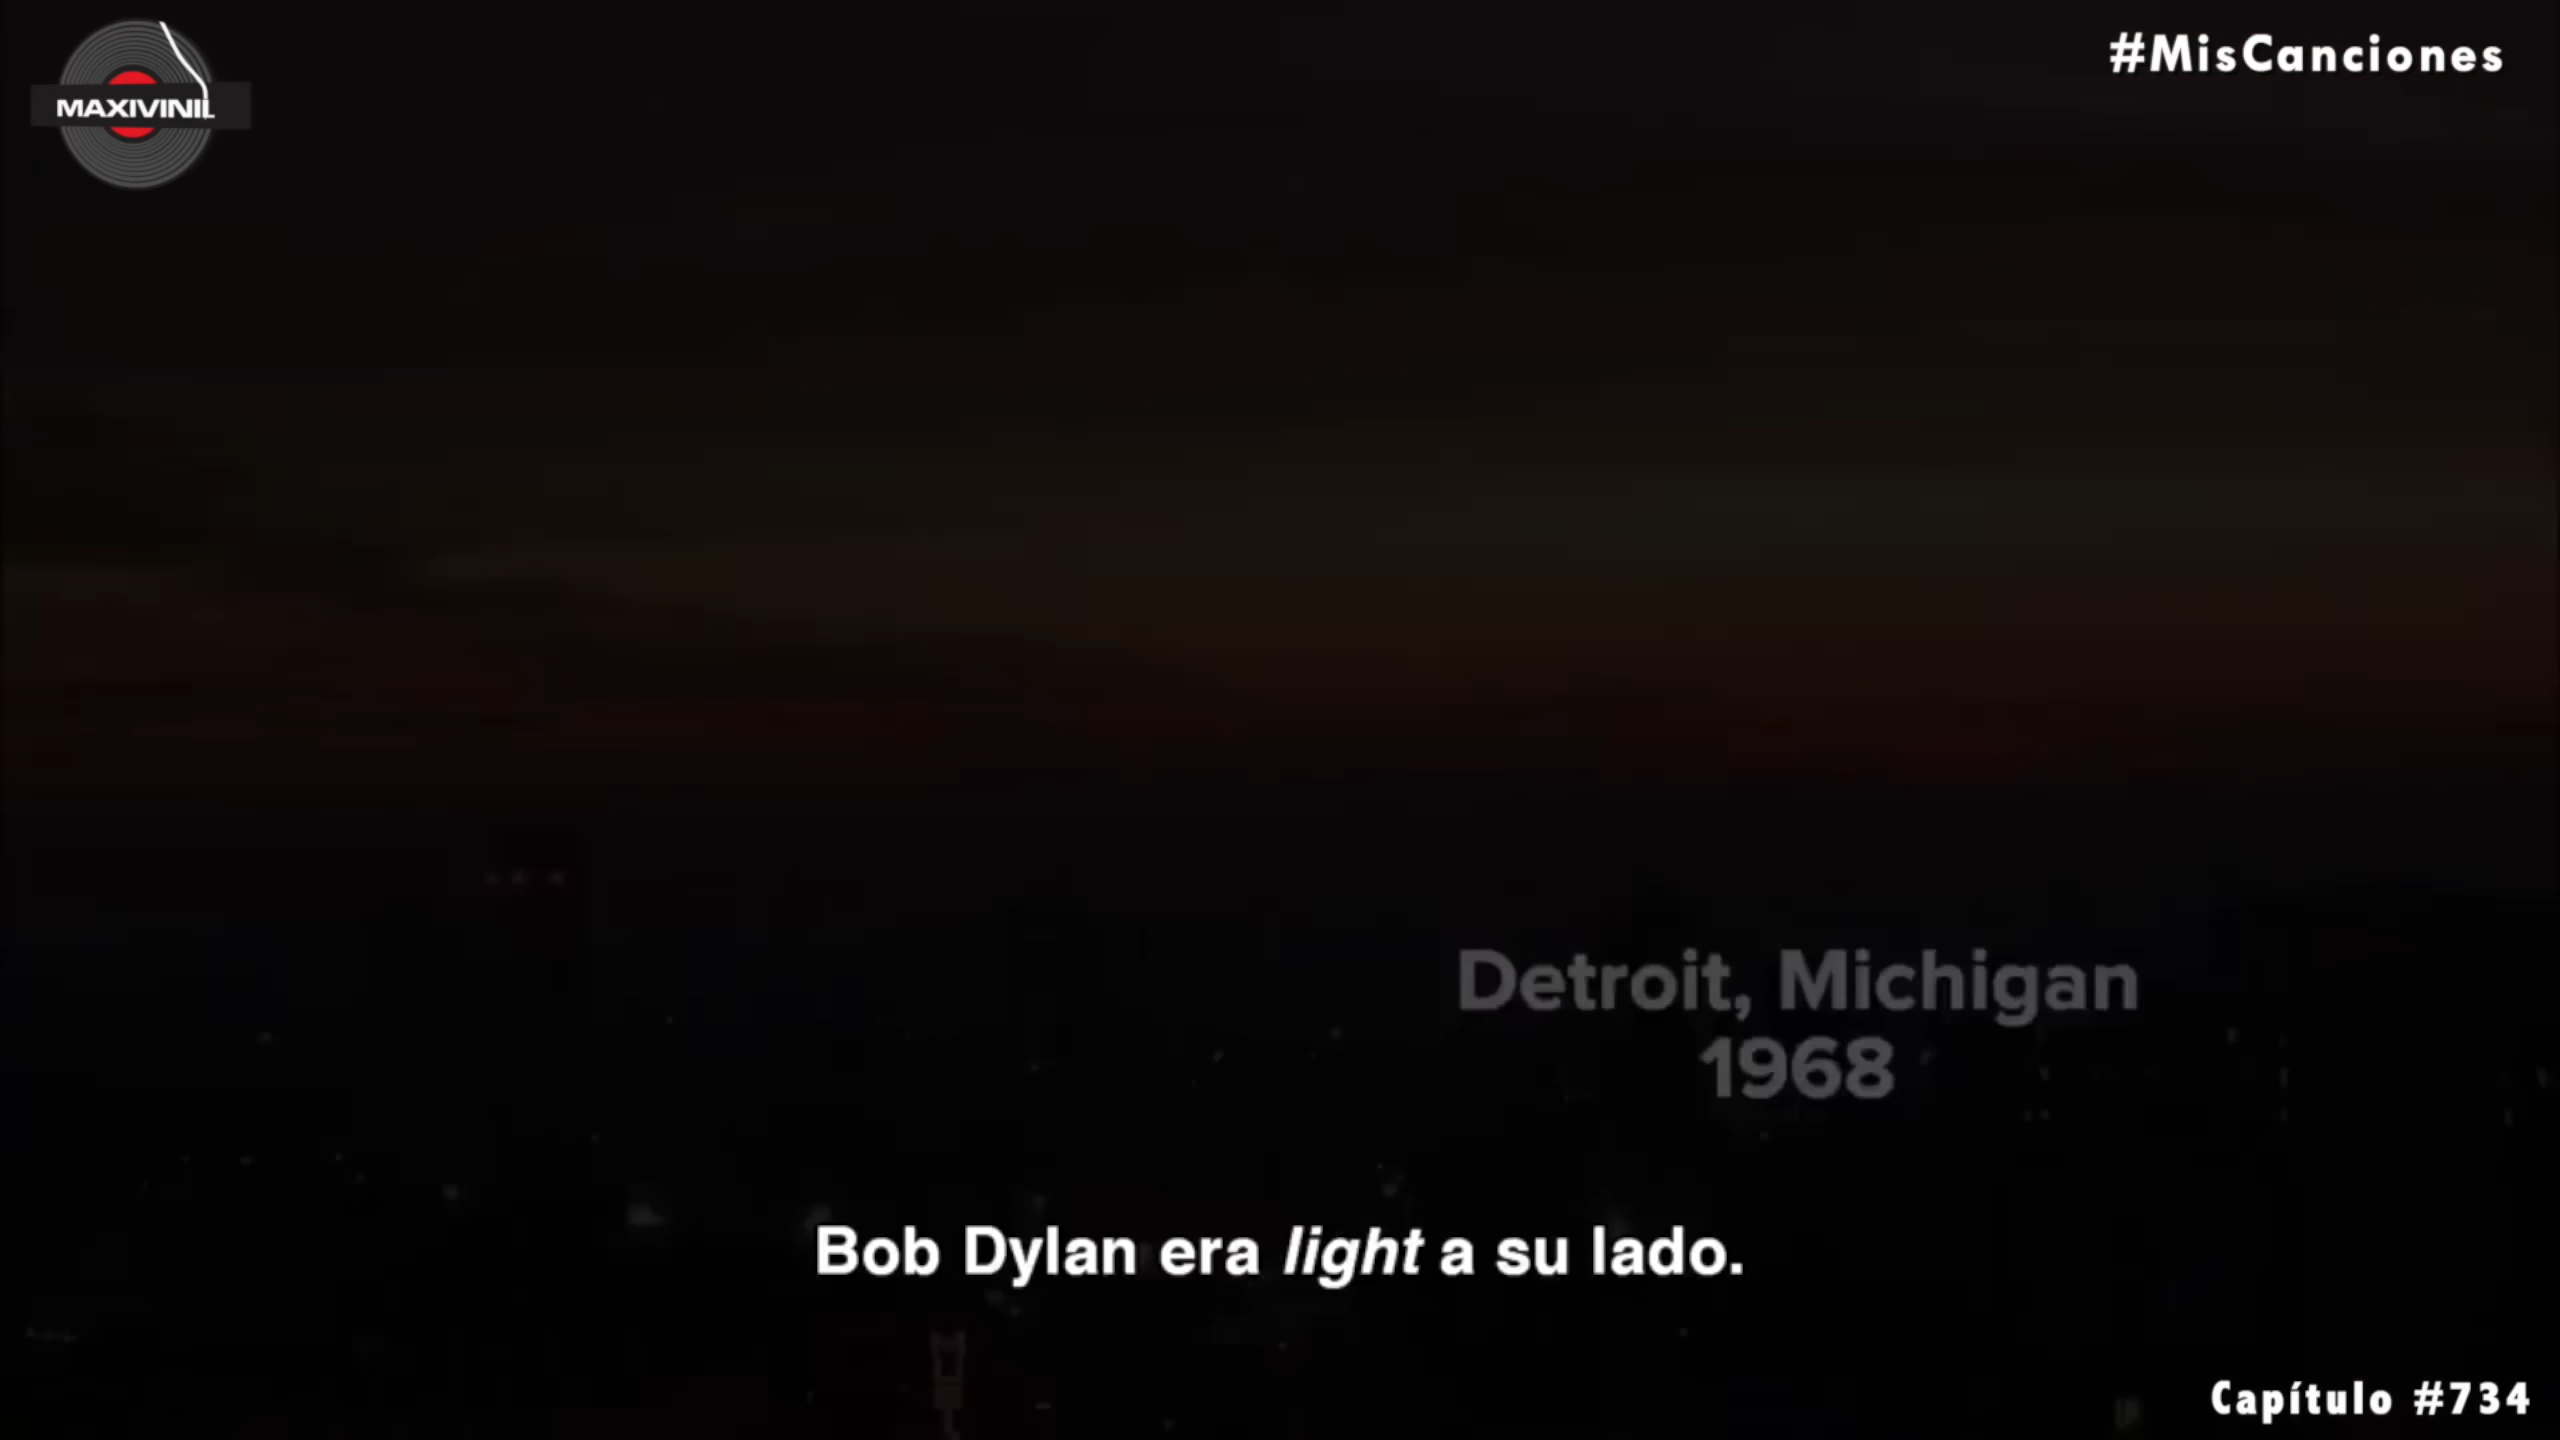 #MisCanciones
MAXIVINIL
Detroit, Michigan
1968
Bob Dylan era light a su lado.
Capítulo #734